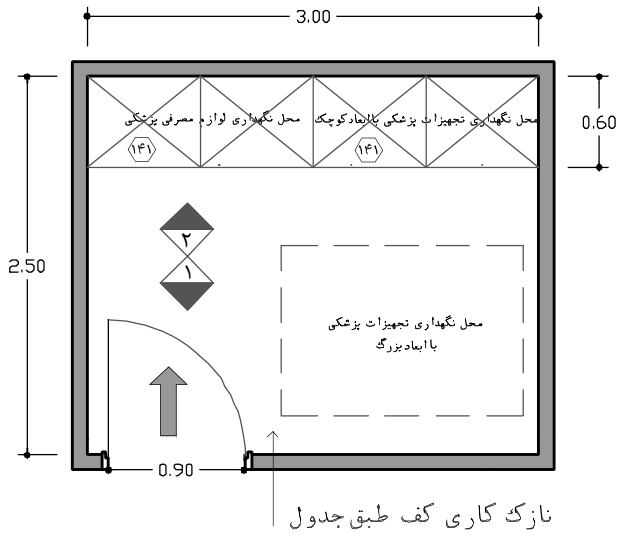 3.00
محل نگهداری تجهیزات پزشکی باابعادکوچک
محل نگهداری لوازم مصرفی پزشکی
0.60
۱۴۱
۱۴۱
۲
۱
2.50
محل نگهداری تجهیزات پزشکی
باابعادبزرگ
0.90
نازک کاری کف طبق جدول